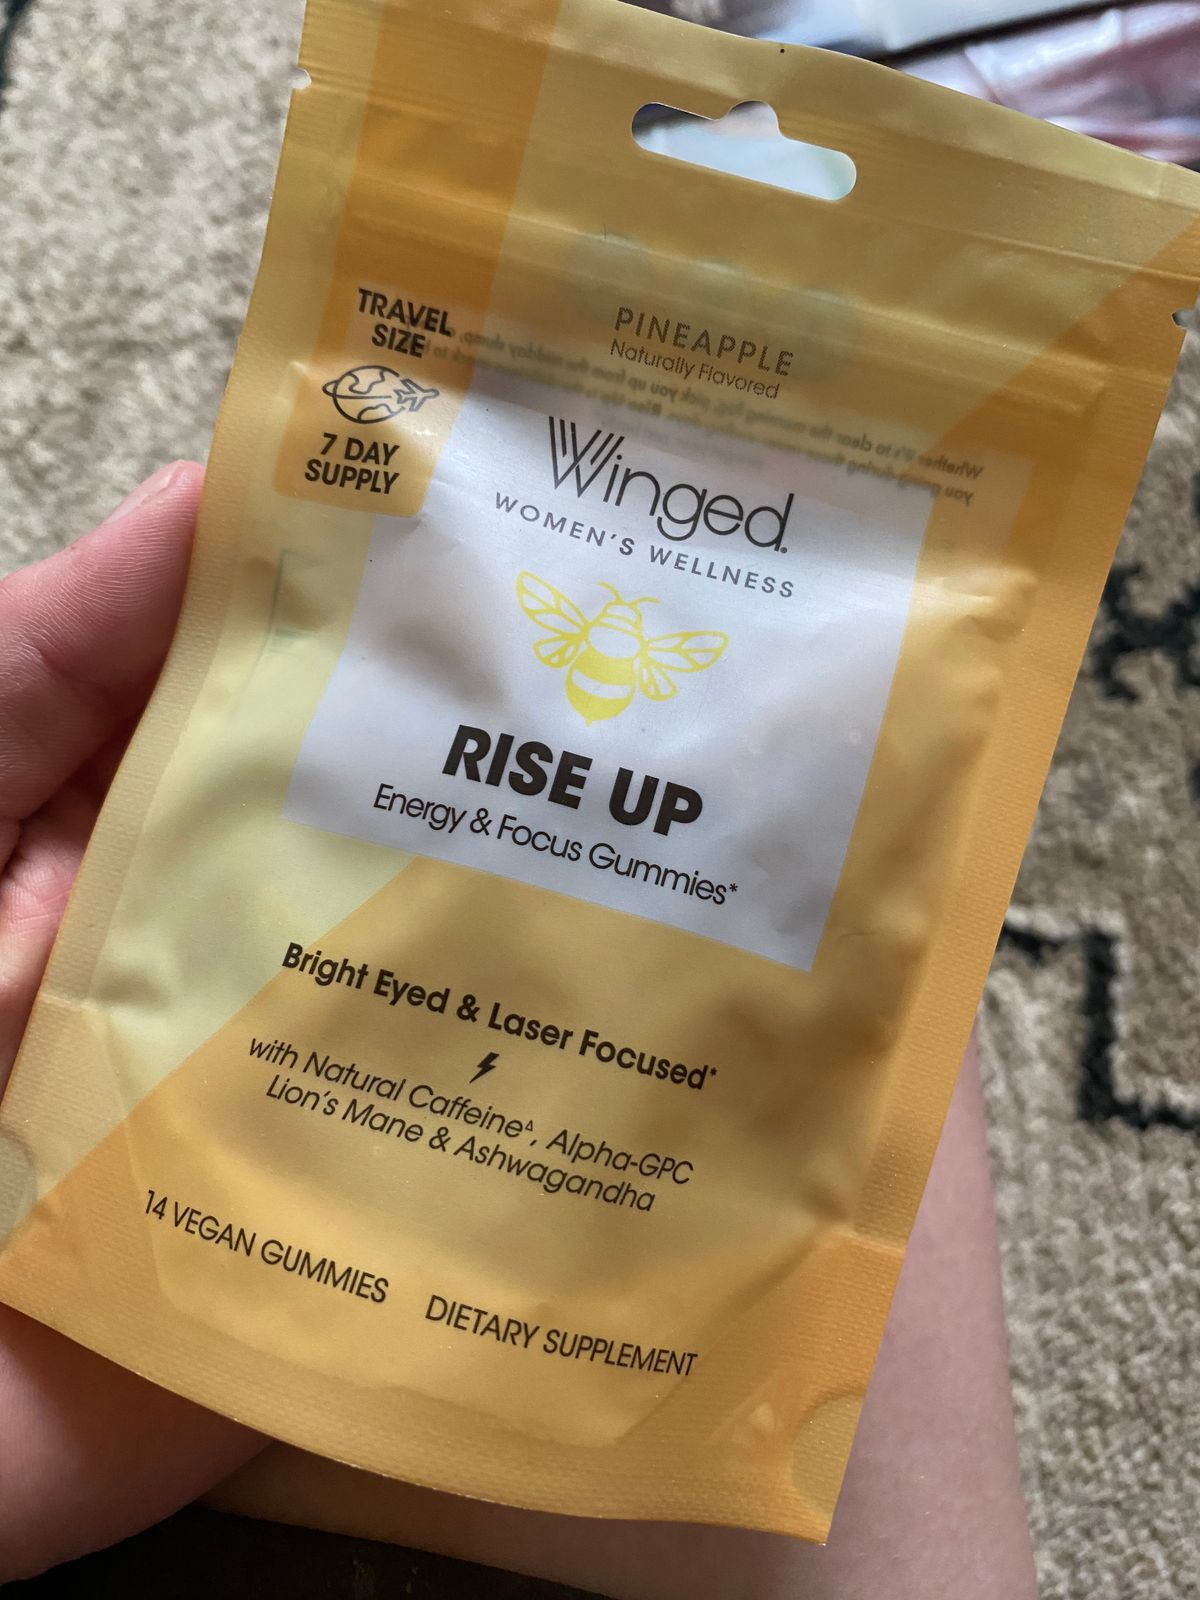 TRAVEL
SIZE
7 DAY
SUPPLY
PINEAPPLE
Naturally Flavored
Winged.
WOMEN'S WELLNESS
RISE UP
Energy & Focus Gummies*
Bright Eyed & Laser Focused*
with Natural Caffeine∆, Alpha-GPC
Lion's Mane & Ashwagandha
14 VEGAN GUMMIES DIETARY SUPPLEMENT